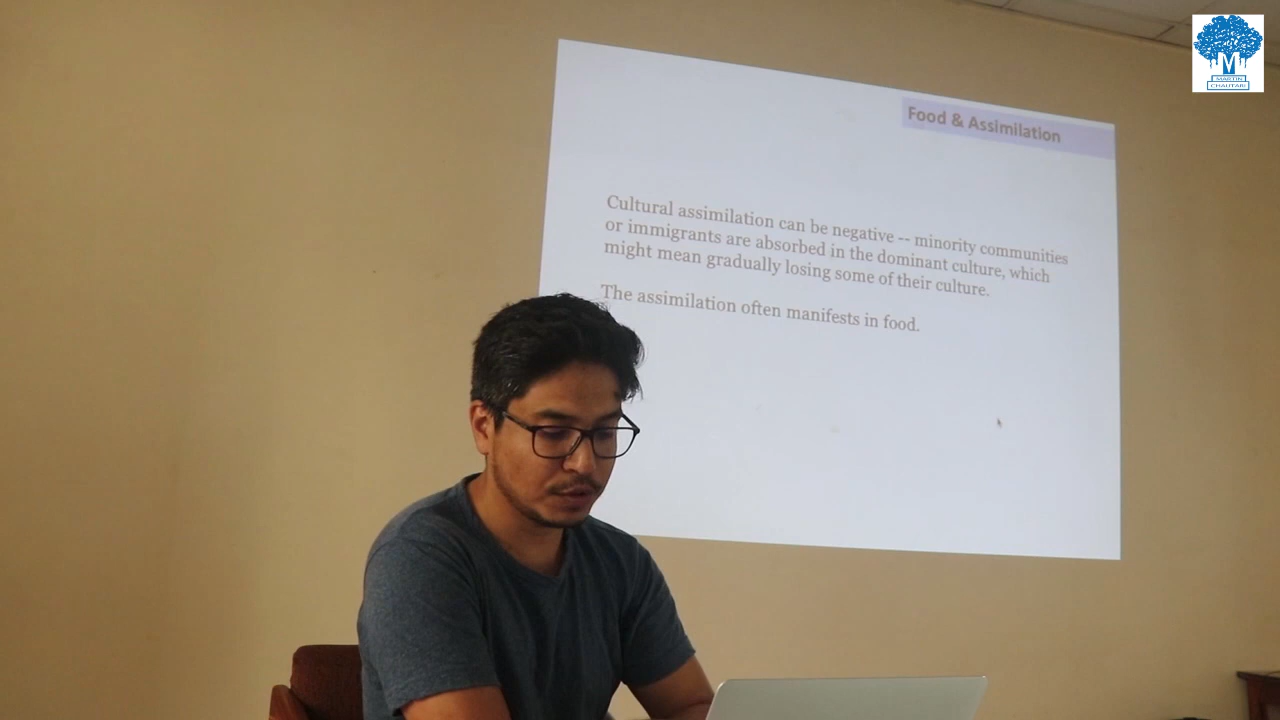 M
MARTIN
CHAUTARI
Food & Assimilation
Cultural assimilation can be negative -- minority communities
or immigrants are absorbed in the dominant culture, which
might mean gradually losing some of their culture.
The assimilation often manifests in food.